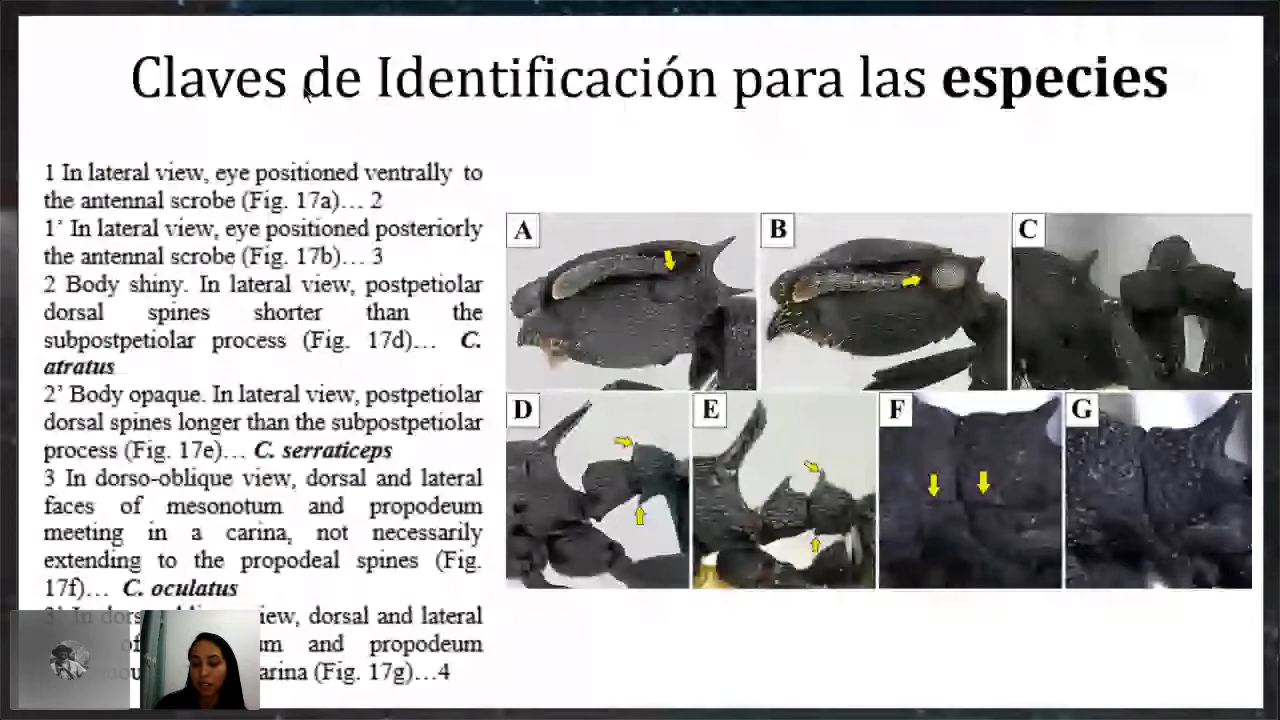 Claves de Identificación para las especies
1 In lateral view, eye positioned ventrally to
the antennal scrobe (Fig. 17a)… 2
1’ In lateral view, eye positioned posteriorly
the antennal scrobe (Fig. 17b)… 3
2 Body shiny. In lateral view, postpetiolar
dorsal spines shorter than the
subpostpetiolar process (Fig. 17d)… C.
atratus
2’ Body opaque. In lateral view, postpetiolar
dorsal spines longer than the subpostpetiolar
process (Fig. 17e)… C. serraticeps
3 In dorso-oblique view, dorsal and lateral
faces of mesonotum and propodeum
meeting in a carina, not necessarily
extending to the propodeal spines (Fig.
17f)… C. oculatus
3’ In dorso view, dorsal and lateral
of and propodeum
carina (Fig. 17g)…4
A
B
C
D
E
F
G